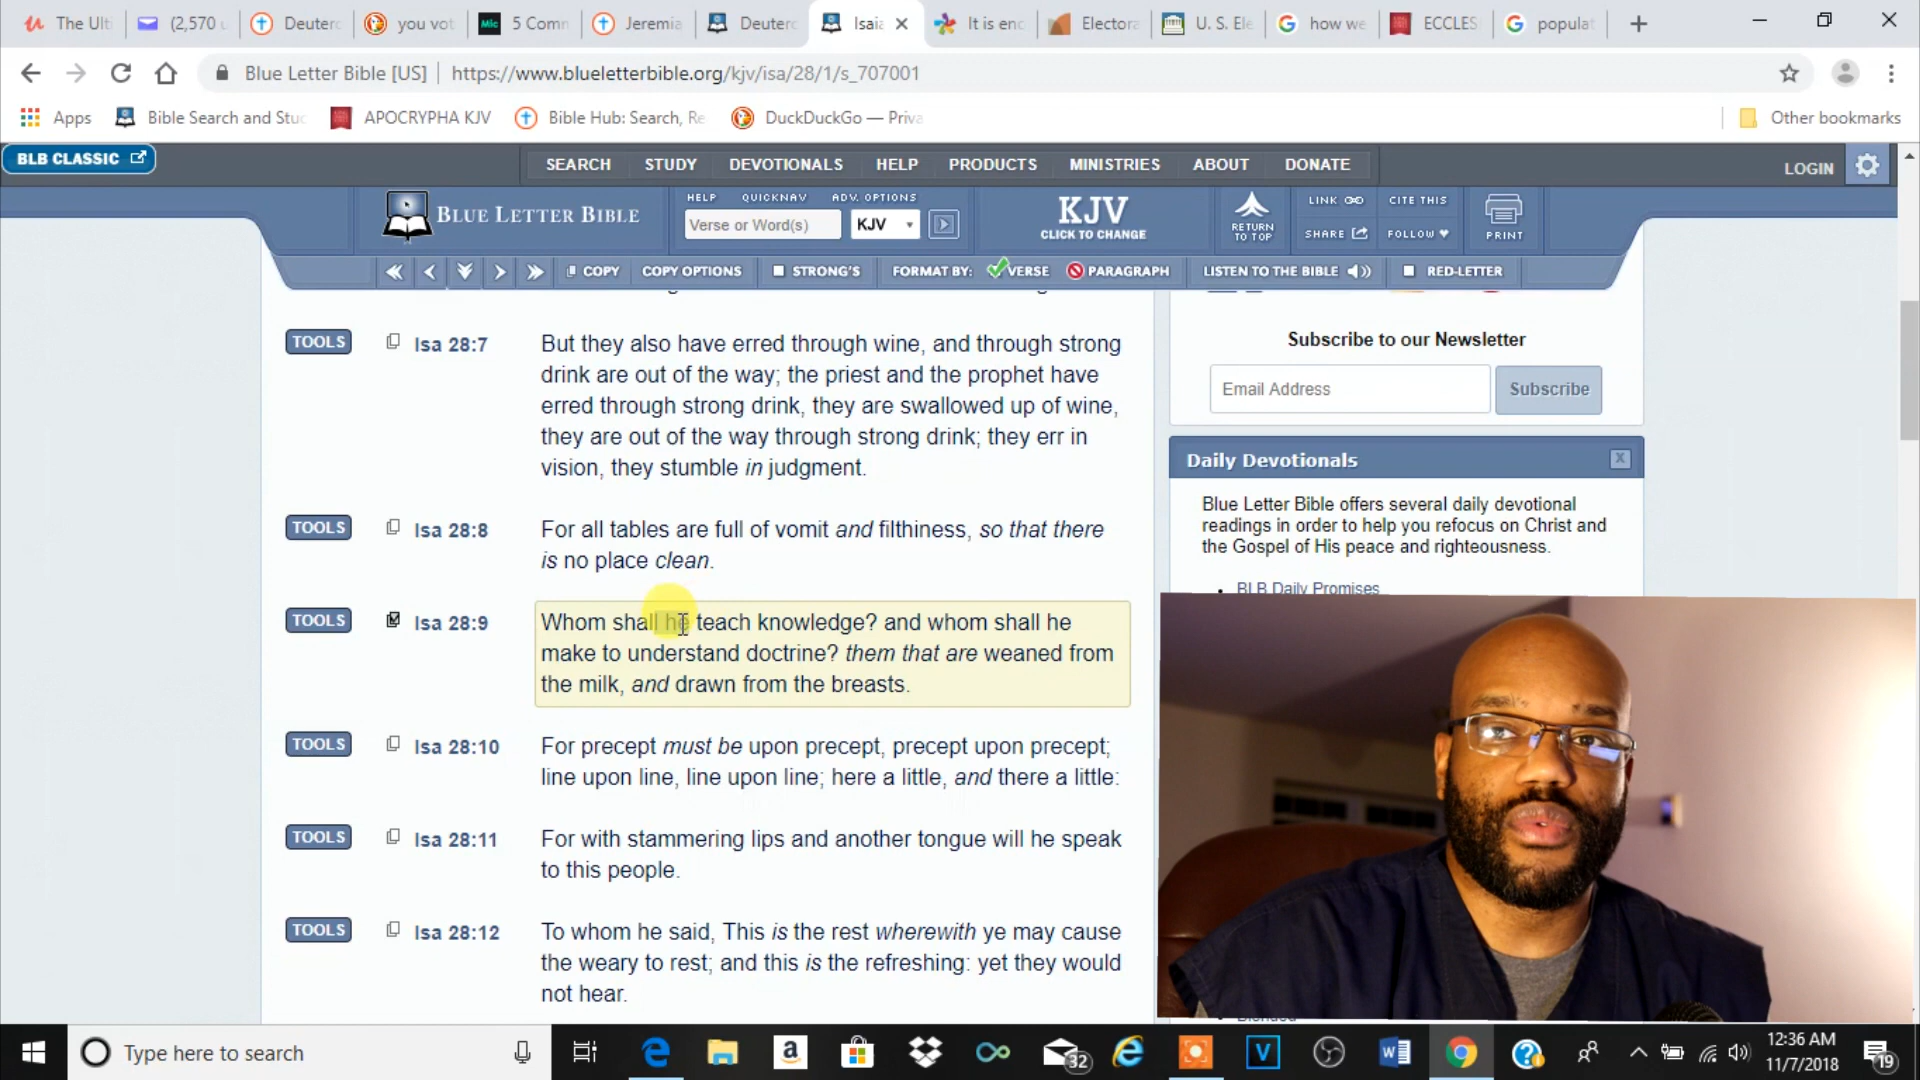 The Ult
(2,570 u
Deutero
you vot
Mic
5 Comm
Jeremia
Deutero
Isaia
It is enc
Electora
U. S. Ele
how we
ECCLES
populat
Blue Letter Bible [US]
https://www.blueletterbible.org/kjv/isa/28/1/s_707001
Apps
Bible Search and Stud
APOCRYPHA KJV
Bible Hub: Search, Re
DuckDuckGo — Priva
Other bookmarks
BLB CLASSIC
SEARCH
STUDY
DEVOTIONALS
HELP
PRODUCTS
MINISTRIES
ABOUT
DONATE
LOGIN
BLUE LETTER BIBLE
HELP
QUICKNAV
ADV. OPTIONS
Verse or Word(s)
KJV
KJV
CLICK TO CHANGE
RETURN
TO TOP
LINK
CITE THIS
SHARE
FOLLOW
PRINT
COPY
COPY OPTIONS
STRONG'S
FORMAT BY:
VERSE
PARAGRAPH
LISTEN TO THE BIBLE
RED-LETTER
TOOLS
Isa 28:7
But they also have erred through wine, and through strong
drink are out of the way; the priest and the prophet have
erred through strong drink, they are swallowed up of wine,
they are out of the way through strong drink; they err in
vision, they stumble in judgment.
TOOLS
Isa 28:8
For all tables are full of vomit and filthiness, so that there
is no place clean.
TOOLS
Isa 28:9
Whom shall he teach knowledge? and whom shall he
make to understand doctrine? them that are weaned from
the milk, and drawn from the breasts.
TOOLS
Isa 28:10
For precept must be upon precept, precept upon precept;
line upon line, line upon line; here a little, and there a little:
TOOLS
Isa 28:11
For with stammering lips and another tongue will he speak
to this people.
TOOLS
Isa 28:12
To whom he said, This is the rest wherewith ye may cause
the weary to rest; and this is the refreshing: yet they would
not hear.
Subscribe to our Newsletter
Email Address
Subscribe
Daily Devotionals
X
Blue Letter Bible offers several daily devotional
readings in order to help you refocus on Christ and
the Gospel of His peace and righteousness.
BLB Daily Promises
Type here to search
32
12:36 AM
11/7/2018
19